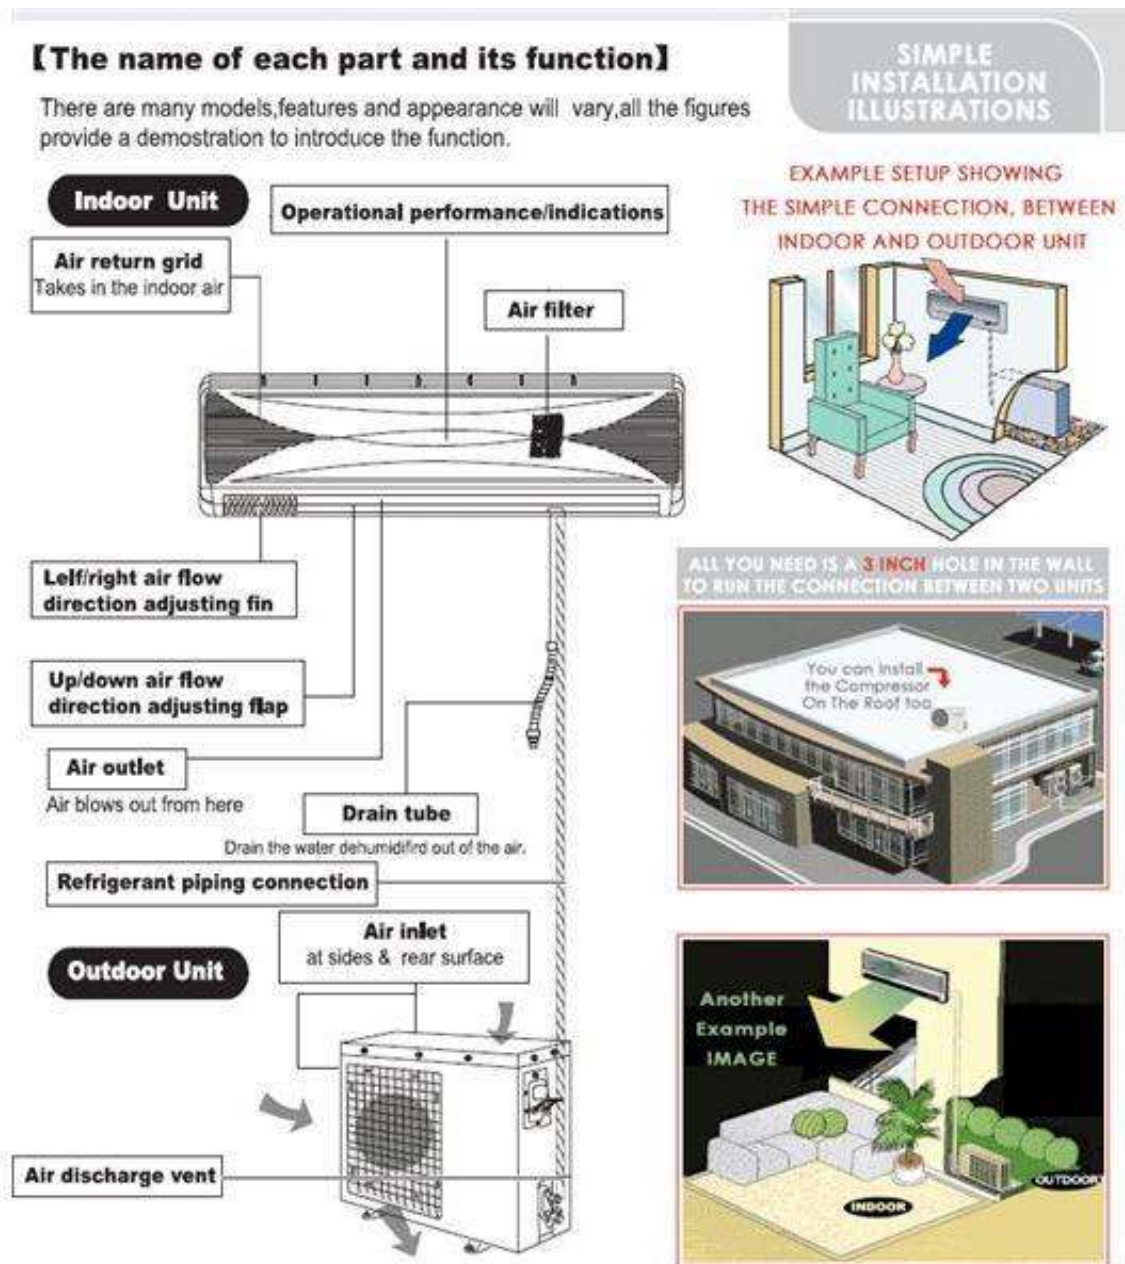 【The name of each part and its function】
There are many models,features and appearance will vary,all the figures
provide a demostration to introduce the function.
Indoor Unit
Operational performance/indications
Air return grid
Takes in the indoor air
Air filter
Lelf/right air flow
direction adjusting fin
Up/down air flow
direction adjusting flap
Air outlet
Air blows out from here
Drain tube
Drain the water dehumidifird out of the air.
Refrigerant piping connection
Air inlet
at sides & rear surface
Outdoor Unit
Air discharge vent
SIMPLE
INSTALLATION
ILLUSTRATIONS
EXAMPLE SETUP SHOWING
THE SIMPLE CONNECTION, BETWEEN
INDOOR AND OUTDOOR UNIT
ALL YOU NEED IS A 3 INCH HOLE IN THE WALL
TO RUN THE CONNECTION BETWEEN TWO UNITS
You can Install
the Compressor
On The Roof too
Another
Example
IMAGE
INDOOR
OUTDOOR